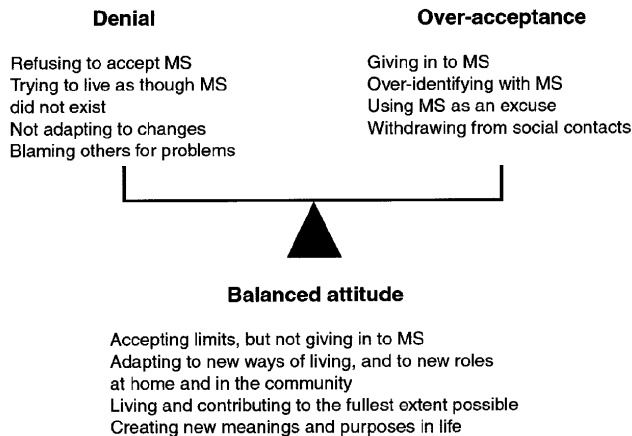 Denial
Refusing to accept MS
Trying to live as though MS
did not exist
Not adapting to changes
Blaming others for problems
Over-acceptance
Giving in to MS
Over-identifying with MS
Using MS as an excuse
Withdrawing from social contacts
Balanced attitude
Accepting limits, but not giving in to MS
Adapting to new ways of living, and to new roles
at home and in the community
Living and contributing to the fullest extent possible
Creating new meanings and purposes in life